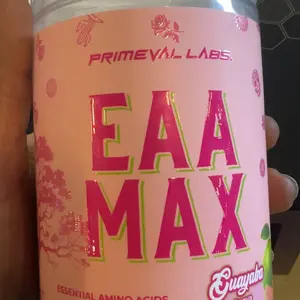 PRIMEVAL LABS.
EAA
MAX
ESSENTIAL AMINO ACIDS
Guayaba